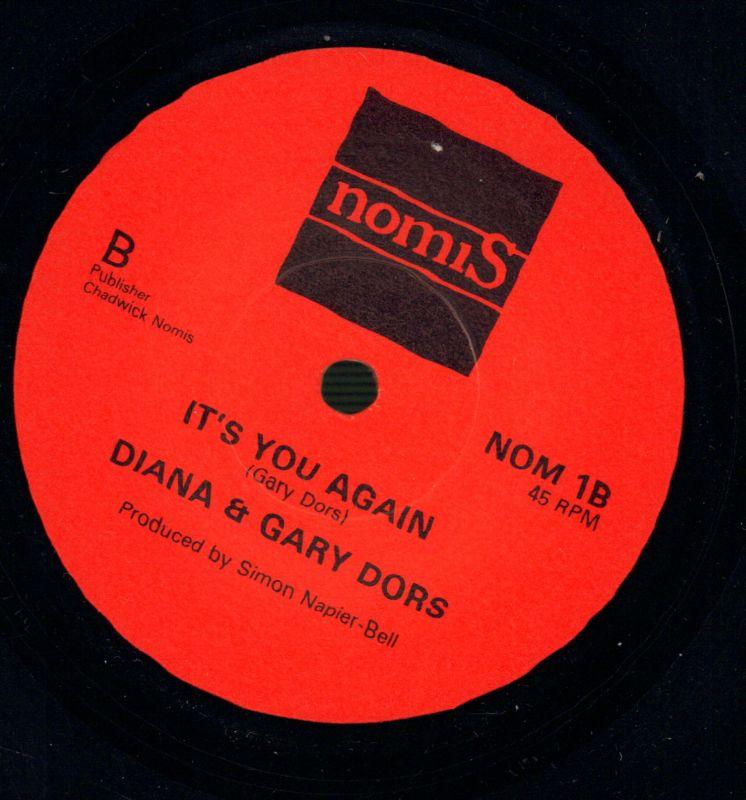 nomiS
B
Publisher
Chadwick Nomis
NOM 1B
45 RPM
IT'S YOU AGAIN
(Gary Dors)
DIANA & GARY DORS
Produced by Simon Napier-Bell